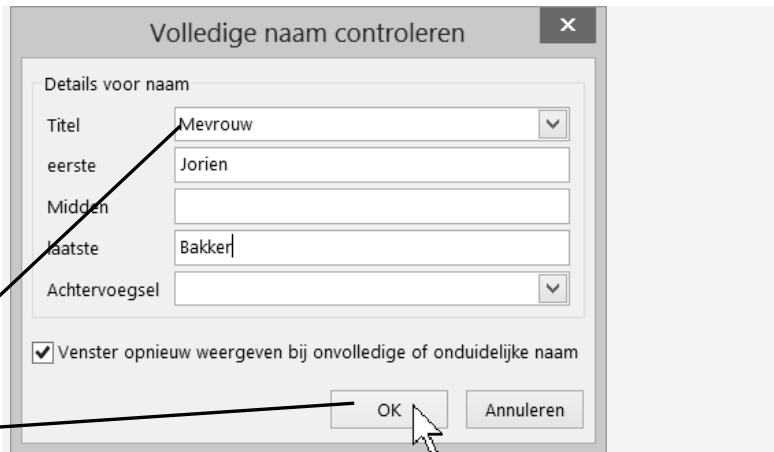 Volledige naam controleren
Details voor naam
Titel Mevrouw
eerste Jorien
Midden
laatste Bakker
Achtervoegsel
Venster opnieuw weergeven bij onvolledige of onduidelijke naam
OK Annuleren